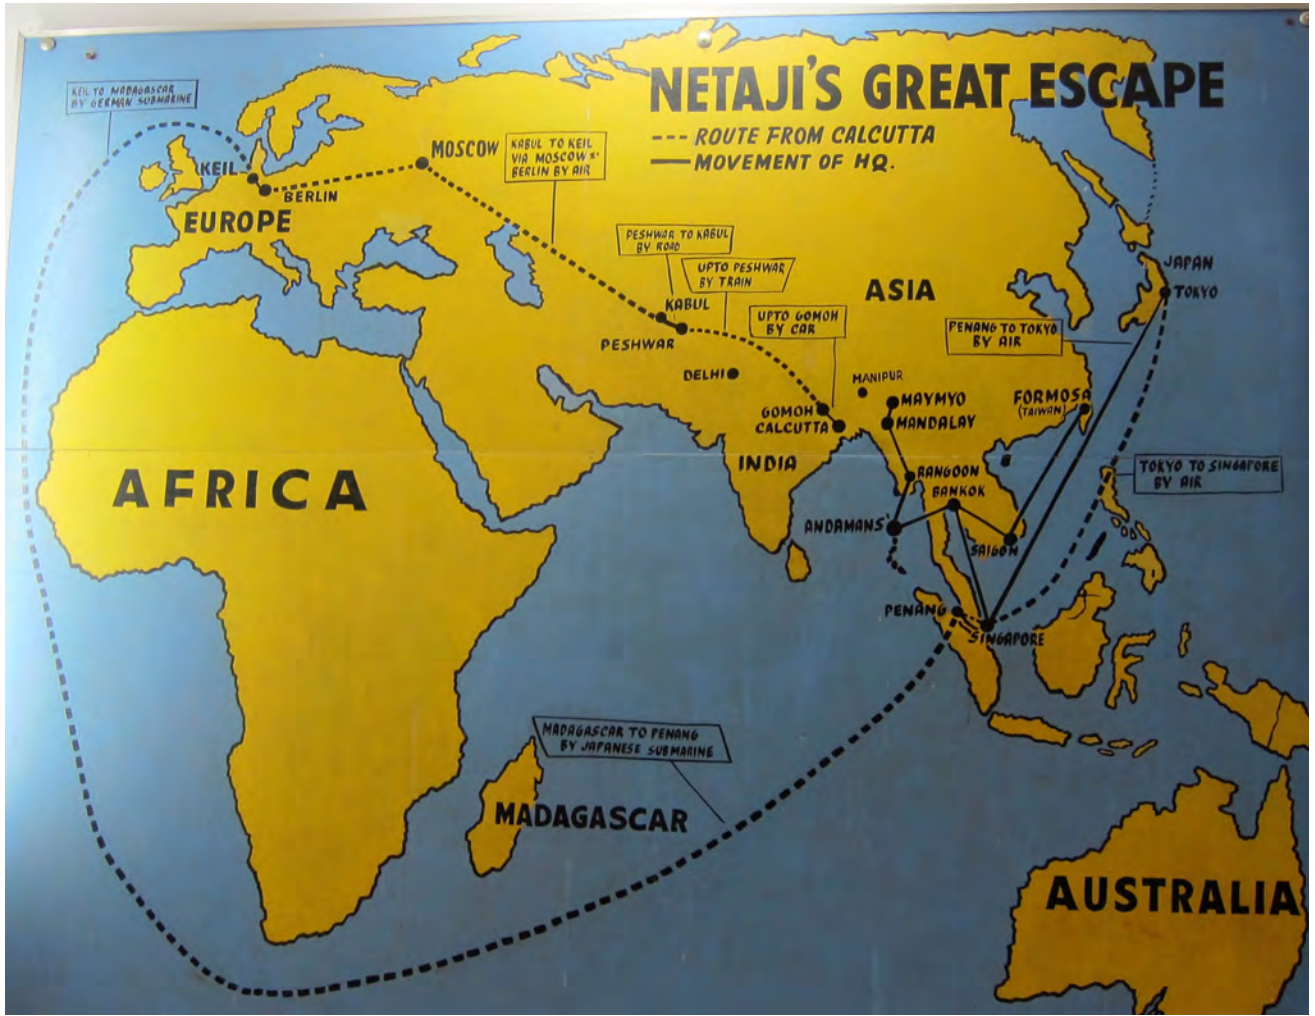 NETAJI'S GREAT ESCAPE
ROUTE FROM CALCUTTA
MOVEMENT OF HQ.
KEIL TO MADAGASCAR
BY GERMAN SUBMARINE
KEIL
BERLIN
EUROPE
MOSCOW
KABUL TO KEIL
VIA MOSCOW &
BERLIN BY AIR
PESHWAR TO KABUL
BY ROAD
UPTO PESHWAR
BY TRAIN
UPTO GOMOH
BY CAR
KABUL
PESHWAR
DELHI
ASIA
JAPAN
TOKYO
PENANG TO TOKYO
BY AIR
MANIPUR
MAYMYO
MANDALAY
GOMOH
CALCUTTA
INDIA
FORMOSA
(TAIWAN)
AFRICA
RANGOON
BANKOK
ANDAMANS
SAIGON
TOKYO TO SINGAPORE
BY AIR
PENANG
SINGAPORE
MADAGASCAR TO PENANG
BY JAPANESE SUBMARINE
MADAGASCAR
AUSTRALIA